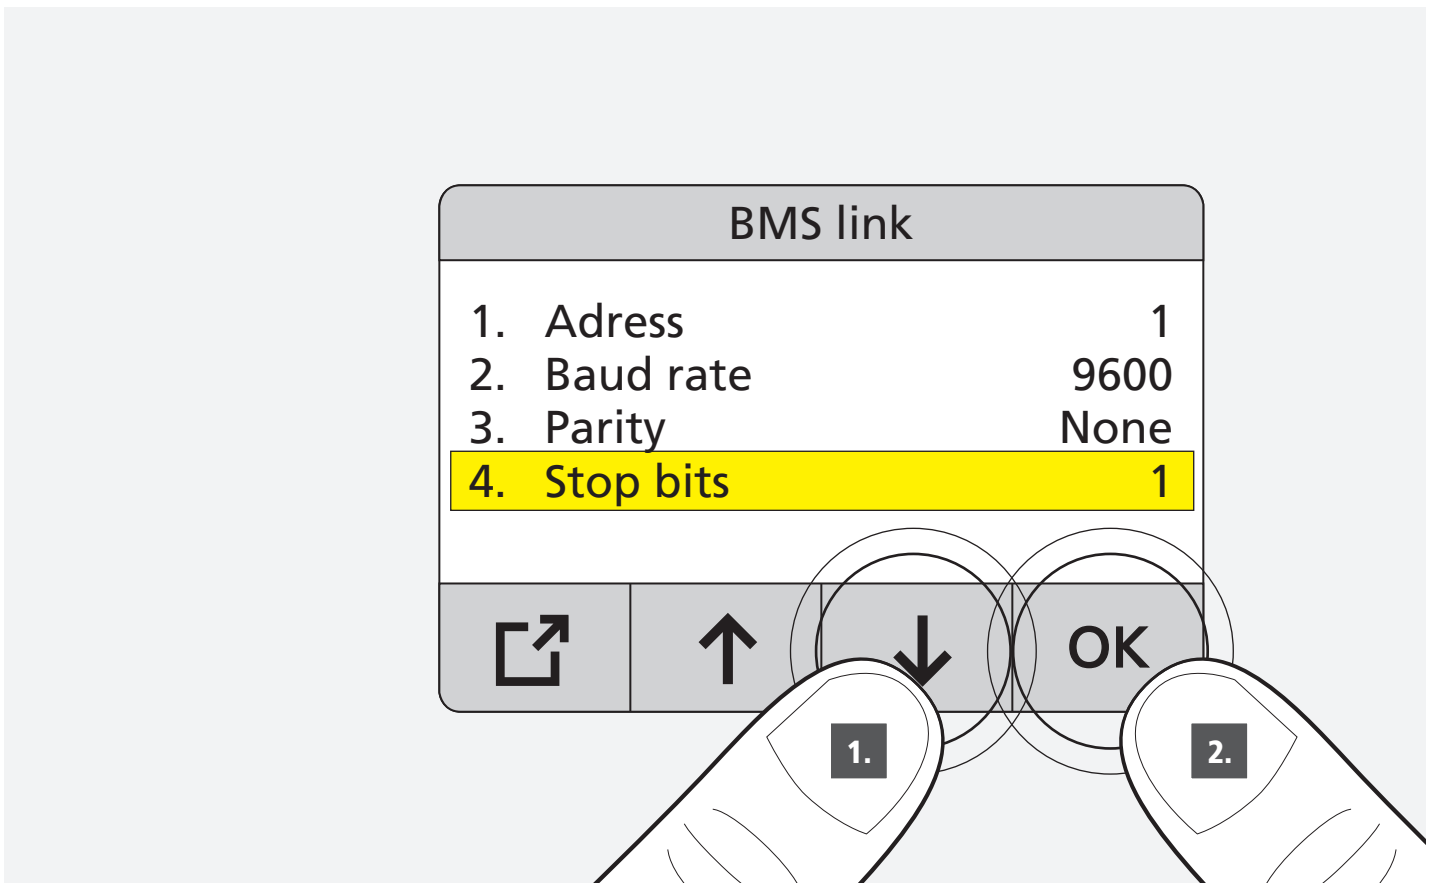 BMS link
1. Adress 1
2. Baud rate 9600
3. Parity None
4. Stop bits 1
OK
1. 2.